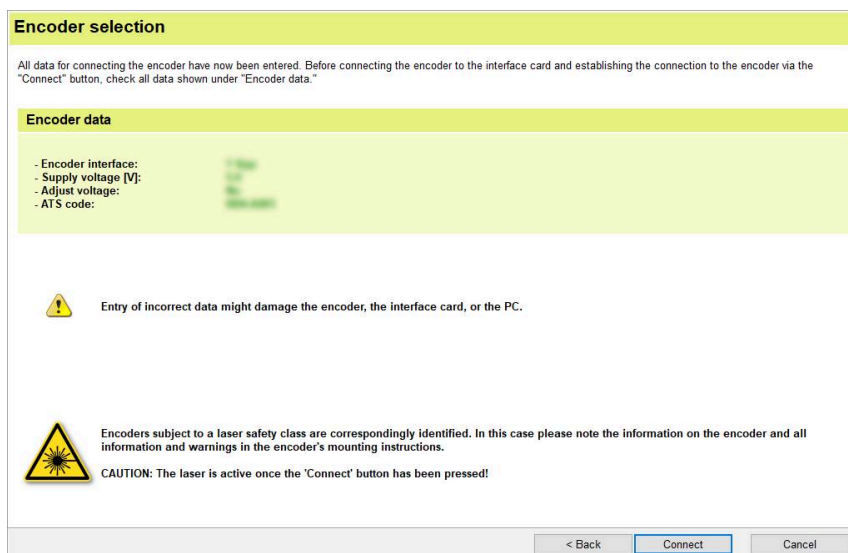 Encoder selection
All data for connecting the encoder have now been entered. Before connecting the encoder to the interface card and establishing the connection to the encoder via the
"Connect" button, check all data shown under "Encoder data."
Encoder data
- Encoder interface:
- Supply voltage [V]:
- Adjust voltage:
- ATS code:
Entry of incorrect data might damage the encoder, the interface card, or the PC.
Encoders subject to a laser safety class are correspondingly identified. In this case please note the information on the encoder and all
information and warnings in the encoder's mounting instructions.
CAUTION: The laser is active once the 'Connect' button has been pressed!
< Back Connect Cancel